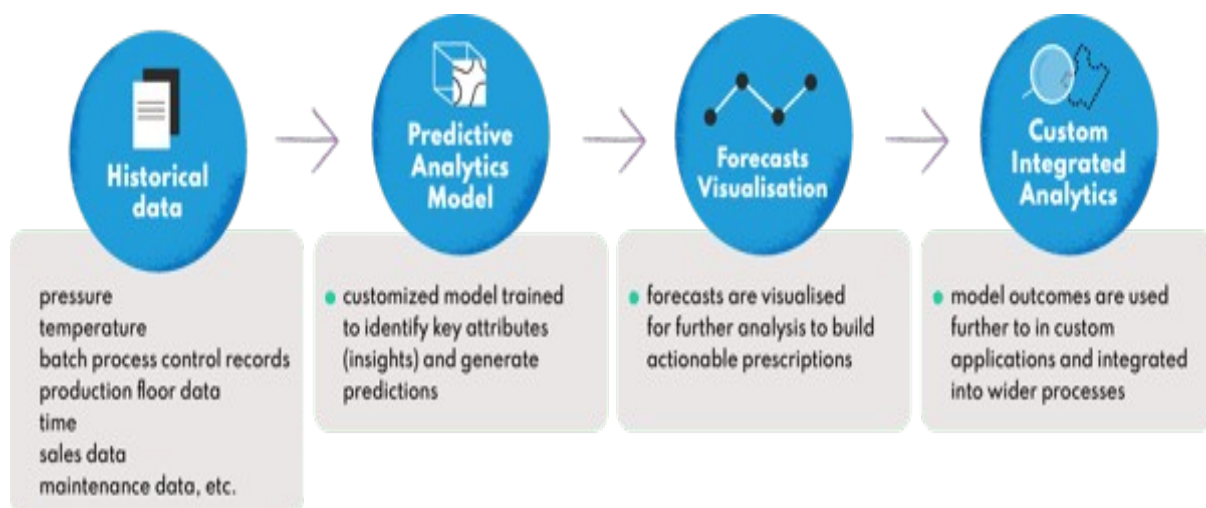 Historical
data
pressure
temperature
batch process control records
production floor data
time
sales data
maintenance data, etc.
Predictive
Analytics
Model
customized model trained
to identify key attributes
(insights) and generate
predictions
Forecasts
Visualisation
forecasts are visualised
for further analysis to build
actionable prescriptions
Custom
Integrated
Analytics
model outcomes are used
further to in custom
applications and integrated
into wider processes